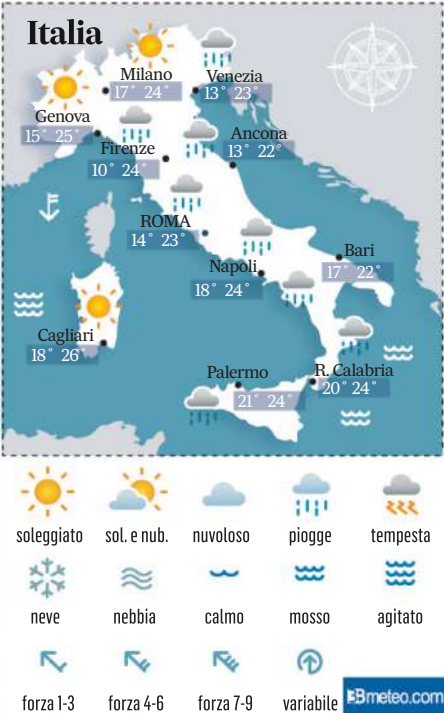 Italia
Milano
17° 24°
Venezia
13° 23°
Genova
15° 25°
Ancona
13° 22°
Firenze
10° 24°
ROMA
14° 23°
Bari
17° 22°
Napoli
18° 24°
Cagliari
18° 26°
Palermo
21° 24°
R. Calabria
20° 24°
soleggiato sol. e nub. nuvoloso piogge tempesta
neve nebbia calmo mosso agitato
forza 1-3 forza 4-6 forza 7-9 variabile
3Bmeteo.com